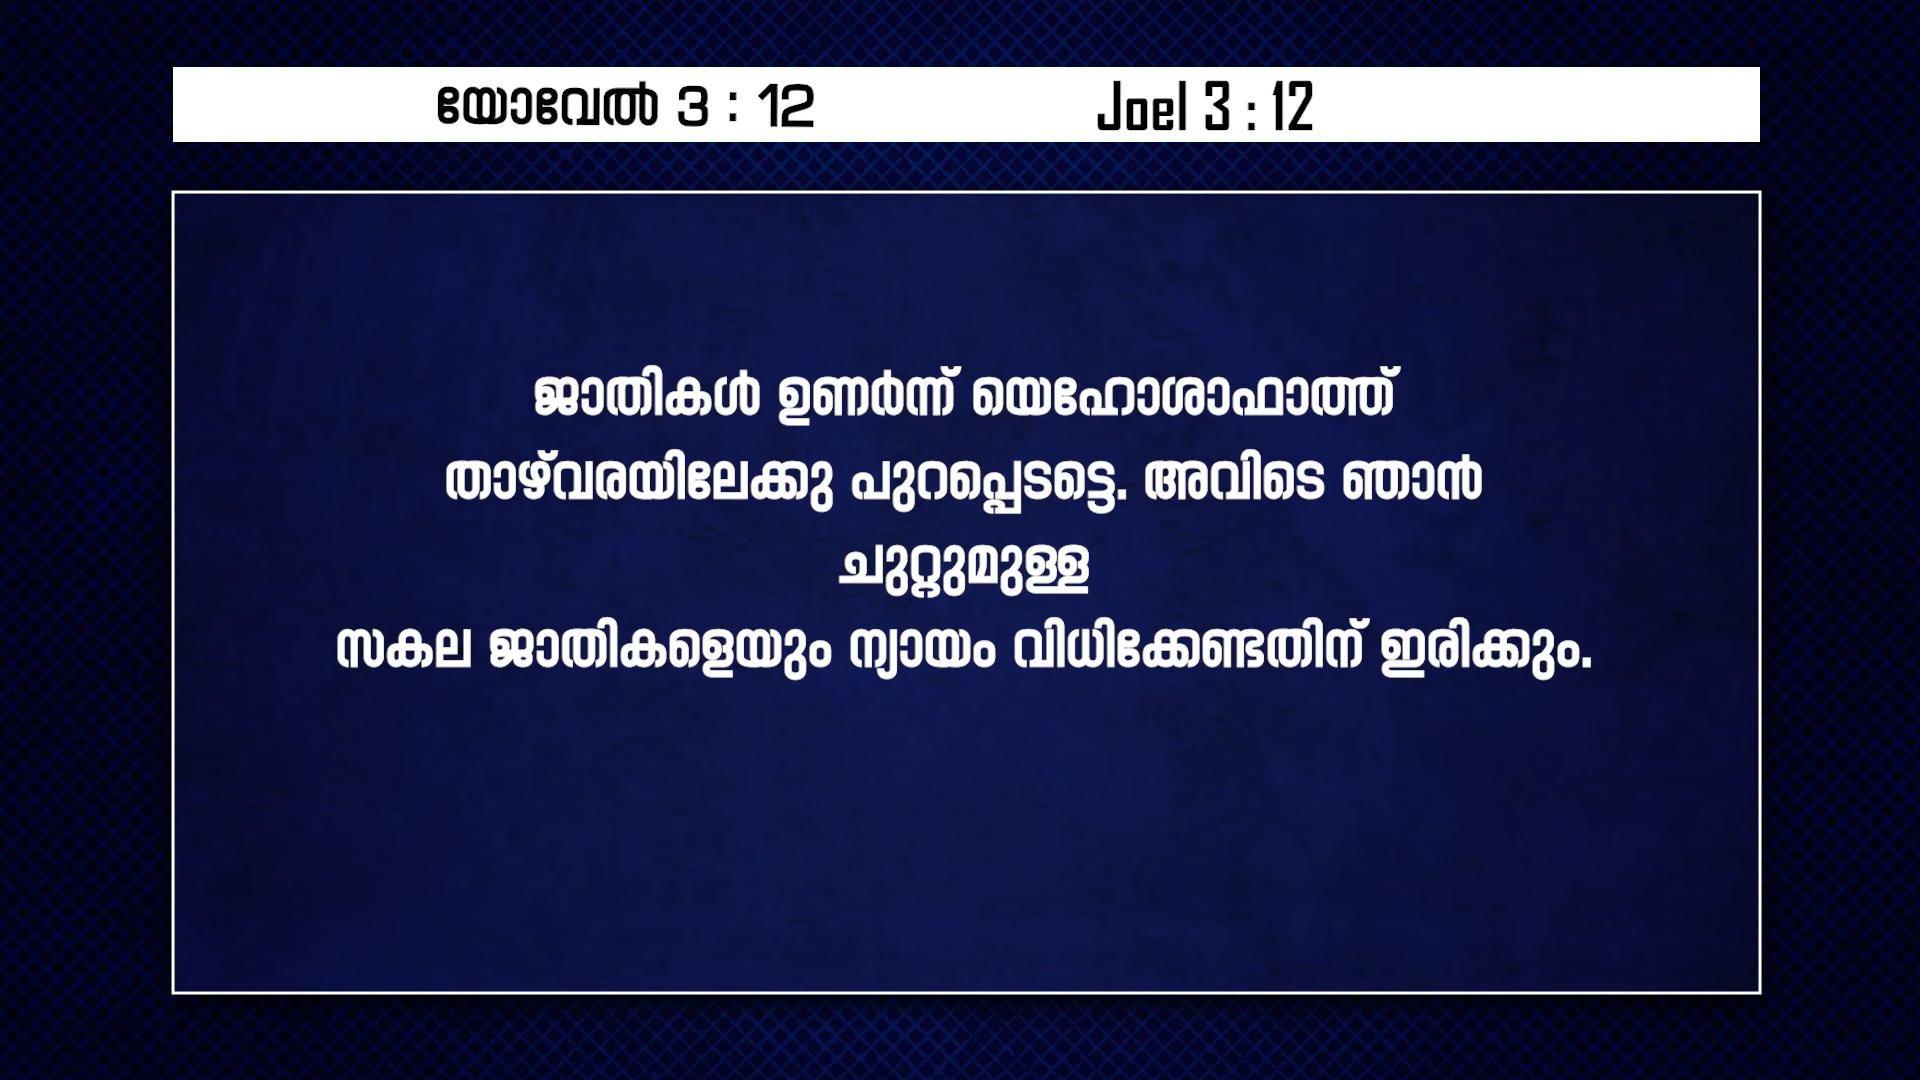 യോവേൽ 3 : 12 Joel 3 : 12
ജാതികൾ ഉണർന്ന് യെഹോശാഫാത്ത്
താഴ്‌വരയിലേക്കു പുറപ്പെടട്ടെ. അവിടെ ഞാൻ
ചുറ്റുമുള്ള
സകല ജാതികളെയും ന്യായം വിധിക്കേണ്ടതിന് ഇരിക്കും.